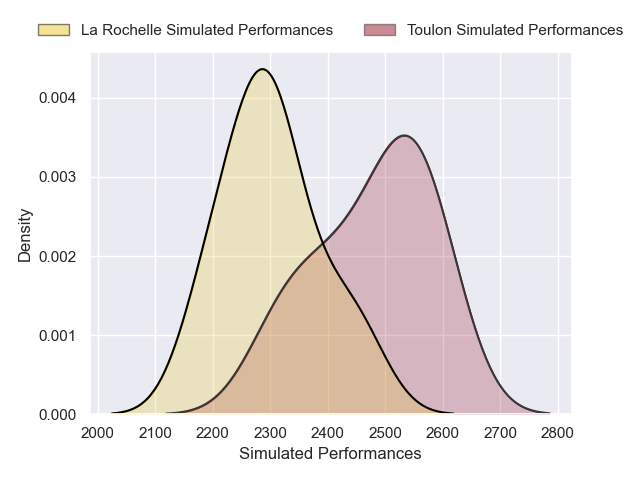 La Rochelle Simulated Performances Toulon Simulated Performances
0.004
0.003
0.002
0.001
0.000
Density
2000 2100 2200 2300 2400 2500 2600 2700 2800
Simulated Performances